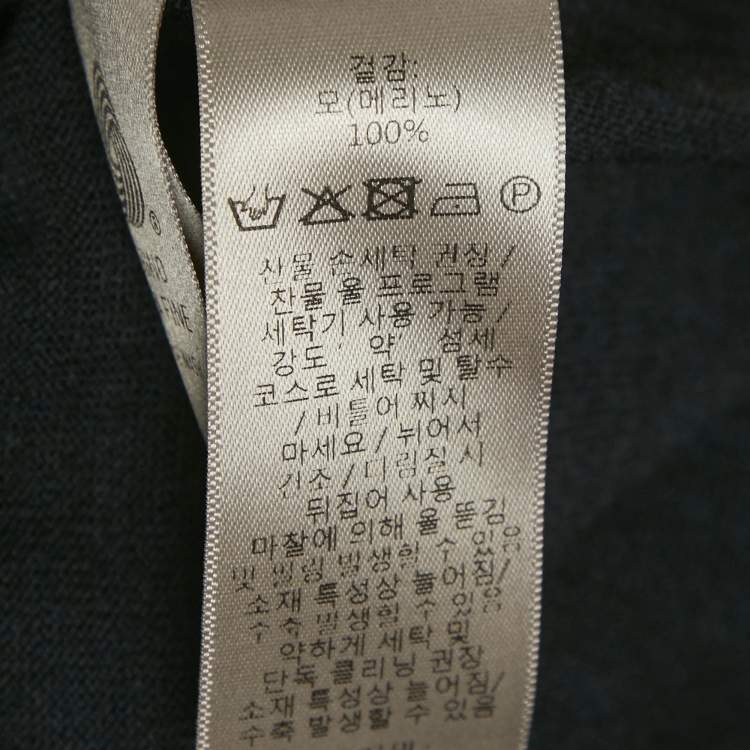 겉감:
모(메리노)
100%
P
찬물 손세탁 권장 /
찬물 울 프로그램
세탁기 사용 가능 /
강도 ' 약 ' 섬세
코스로 세탁 및 탈수
/ 비틀어 짜지
마세요 / 뉘어서
건조 / 다림질 시
뒤집어 사용
마찰에 의해 울 뜯김
및 필링 발생할 수 있음
소재 특성상 늘어짐/
수축 발생할 수 있음
약하게 세탁 및
단독 클리닝 권장
소재 특성상 늘어짐/
수축 발생할 수 있음
®
FINE